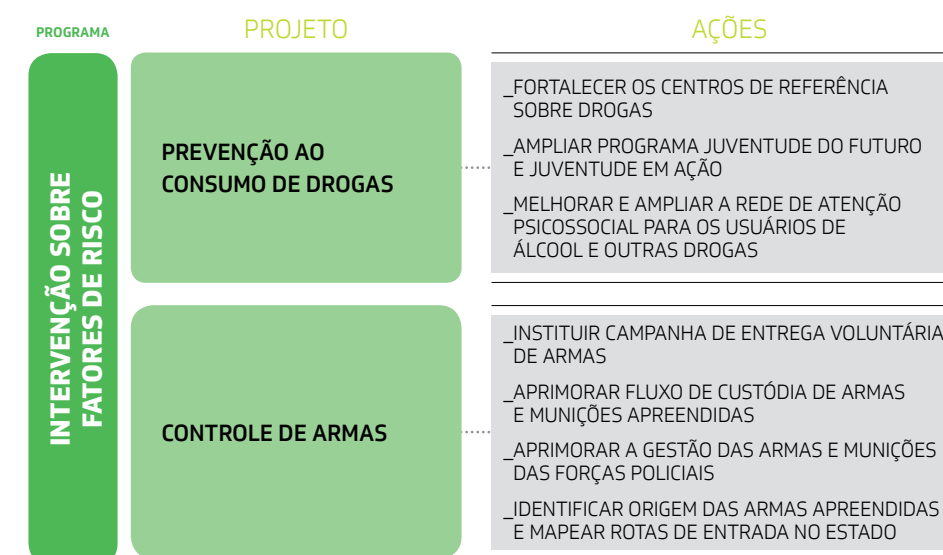 PROGRAMA
PROJETO
AÇÕES
INTERVENÇÃO SOBRE
FATORES DE RISCO
PREVENÇÃO AO
CONSUMO DE DROGAS
_FORTALECER OS CENTROS DE REFERÊNCIA
SOBRE DROGAS
_AMPLIAR PROGRAMA JUVENTUDE DO FUTURO
E JUVENTUDE EM AÇÃO
_MELHORAR E AMPLIAR A REDE DE ATENÇÃO
PSICOSSOCIAL PARA OS USUÁRIOS DE
ÁLCOOL E OUTRAS DROGAS
CONTROLE DE ARMAS
_INSTITUIR CAMPANHA DE ENTREGA VOLUNTÁRIA
DE ARMAS
_APRIMORAR FLUXO DE CUSTÓDIA DE ARMAS
E MUNIÇÕES APREENDIDAS
_APRIMORAR A GESTÃO DAS ARMAS E MUNIÇÕES
DAS FORÇAS POLICIAIS
_IDENTIFICAR ORIGEM DAS ARMAS APREENDIDAS
E MAPEAR ROTAS DE ENTRADA NO ESTADO